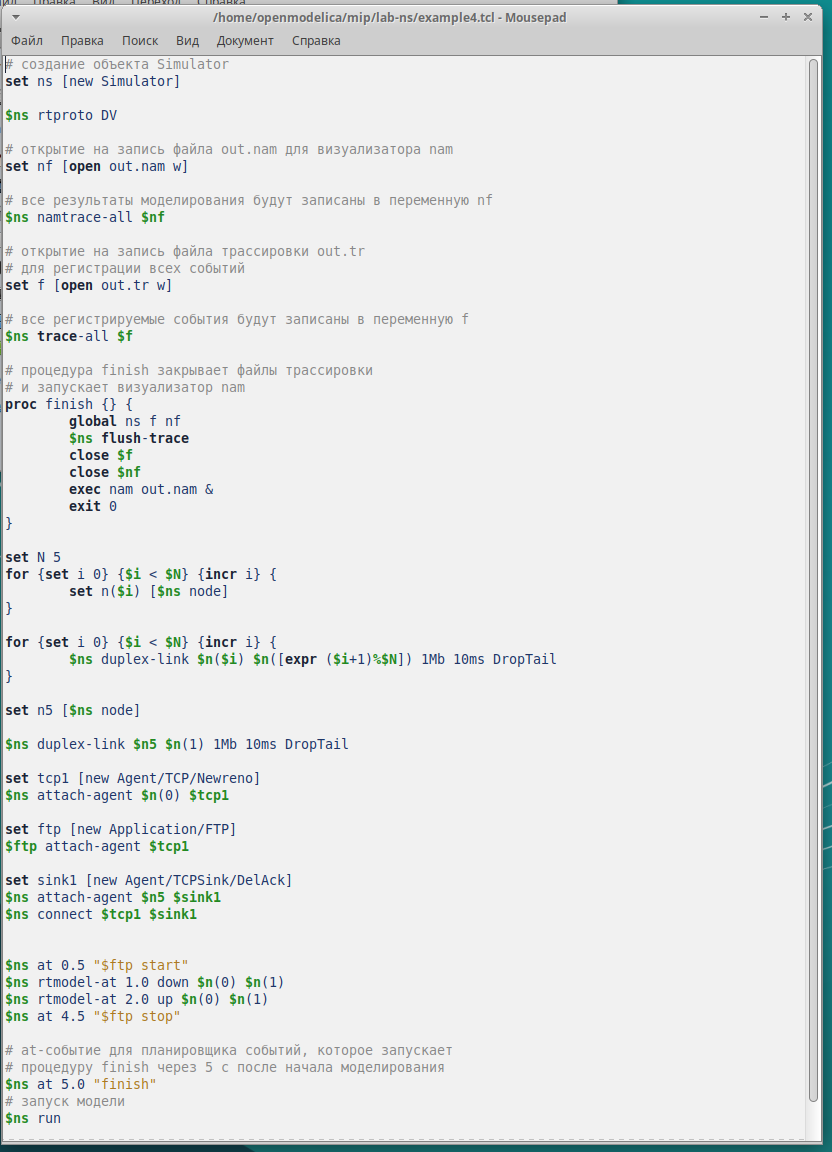 /home/openmodelica/mip/lab-ns/example4.tcl - Mousepad
Файл Правка Поиск Вид Документ Справка
# создание объекта Simulator
set ns [new Simulator]
$ns rtproto DV
# открытие на запись файла out.nam для визуализатора nam
set nf [open out.nam w]
# все результаты моделирования будут записаны в переменную nf
$ns namtrace-all $nf
# открытие на запись файла трассировки out.tr
# для регистрации всех событий
set f [open out.tr w]
# все регистрируемые события будут записаны в переменную f
$ns trace-all $f
# процедура finish закрывает файлы трассировки
# и запускает визуализатор nam
proc finish {} {
        global ns f nf
        $ns flush-trace
        close $f
        close $nf
        exec nam out.nam &
        exit 0
}
set N 5
for {set i 0} {$i < $N} {incr i} {
        set n($i) [$ns node]
}
for {set i 0} {$i < $N} {incr i} {
        $ns duplex-link $n($i) $n([expr ($i+1)%$N]) 1Mb 10ms DropTail
}
set n5 [$ns node]
$ns duplex-link $n5 $n(1) 1Mb 10ms DropTail
set tcp1 [new Agent/TCP/Newreno]
$ns attach-agent $n(0) $tcp1
set ftp [new Application/FTP]
$ftp attach-agent $tcp1
set sink1 [new Agent/TCPSink/DelAck]
$ns attach-agent $n5 $sink1
$ns connect $tcp1 $sink1
$ns at 0.5 "$ftp start"
$ns rtmodel-at 1.0 down $n(0) $n(1)
$ns rtmodel-at 2.0 up $n(0) $n(1)
$ns at 4.5 "$ftp stop"
# at-событие для планировщика событий, которое запускает
# процедуру finish через 5 с после начала моделирования
$ns at 5.0 "finish"
# запуск модели
$ns run